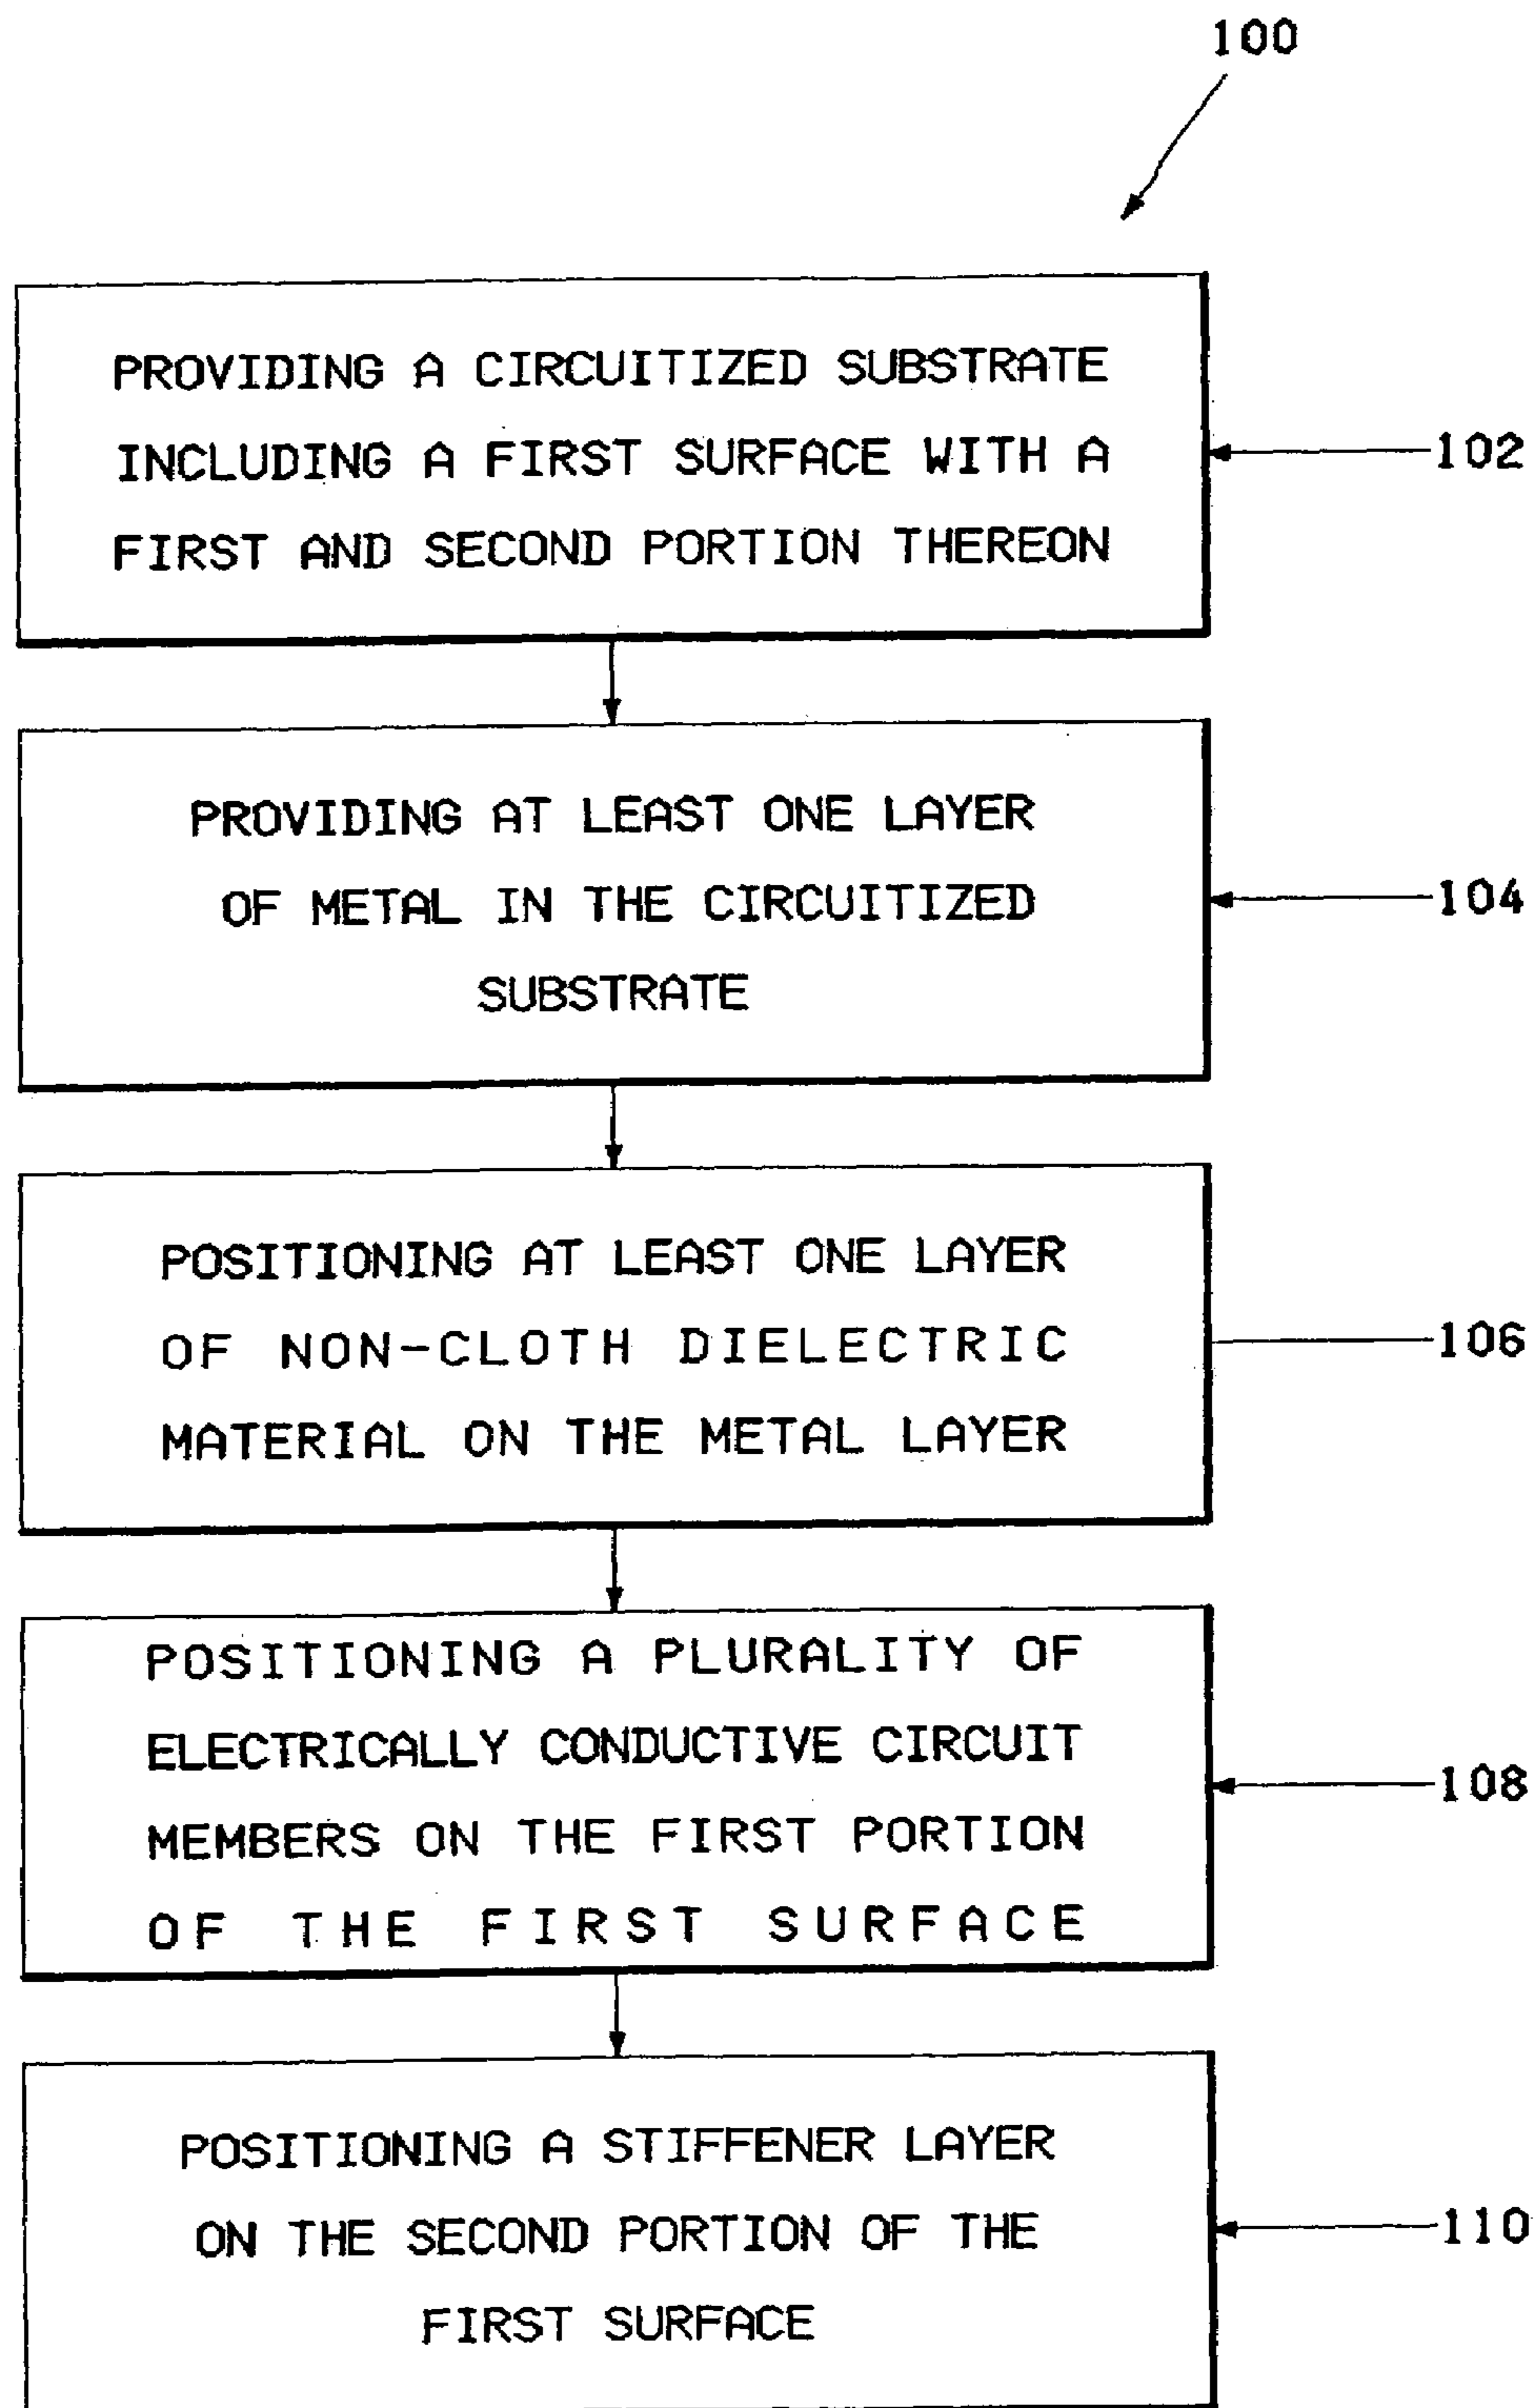 100
PROVIDING A CIRCUITIZED SUBSTRATE
INCLUDING A FIRST SURFACE WITH A
FIRST AND SECOND PORTION THEREON
102
PROVIDING AT LEAST ONE LAYER
OF METAL IN THE CIRCUITIZED
SUBSTRATE
104
POSITIONING AT LEAST ONE LAYER
OF NON-CLOTH DIELECTRIC
MATERIAL ON THE METAL LAYER
106
POSITIONING A PLURALITY OF
ELECTRICALLY CONDUCTIVE CIRCUIT
MEMBERS ON THE FIRST PORTION
OF THE FIRST SURFACE
108
POSITIONING A STIFFENER LAYER
ON THE SECOND PORTION OF THE
FIRST SURFACE
110